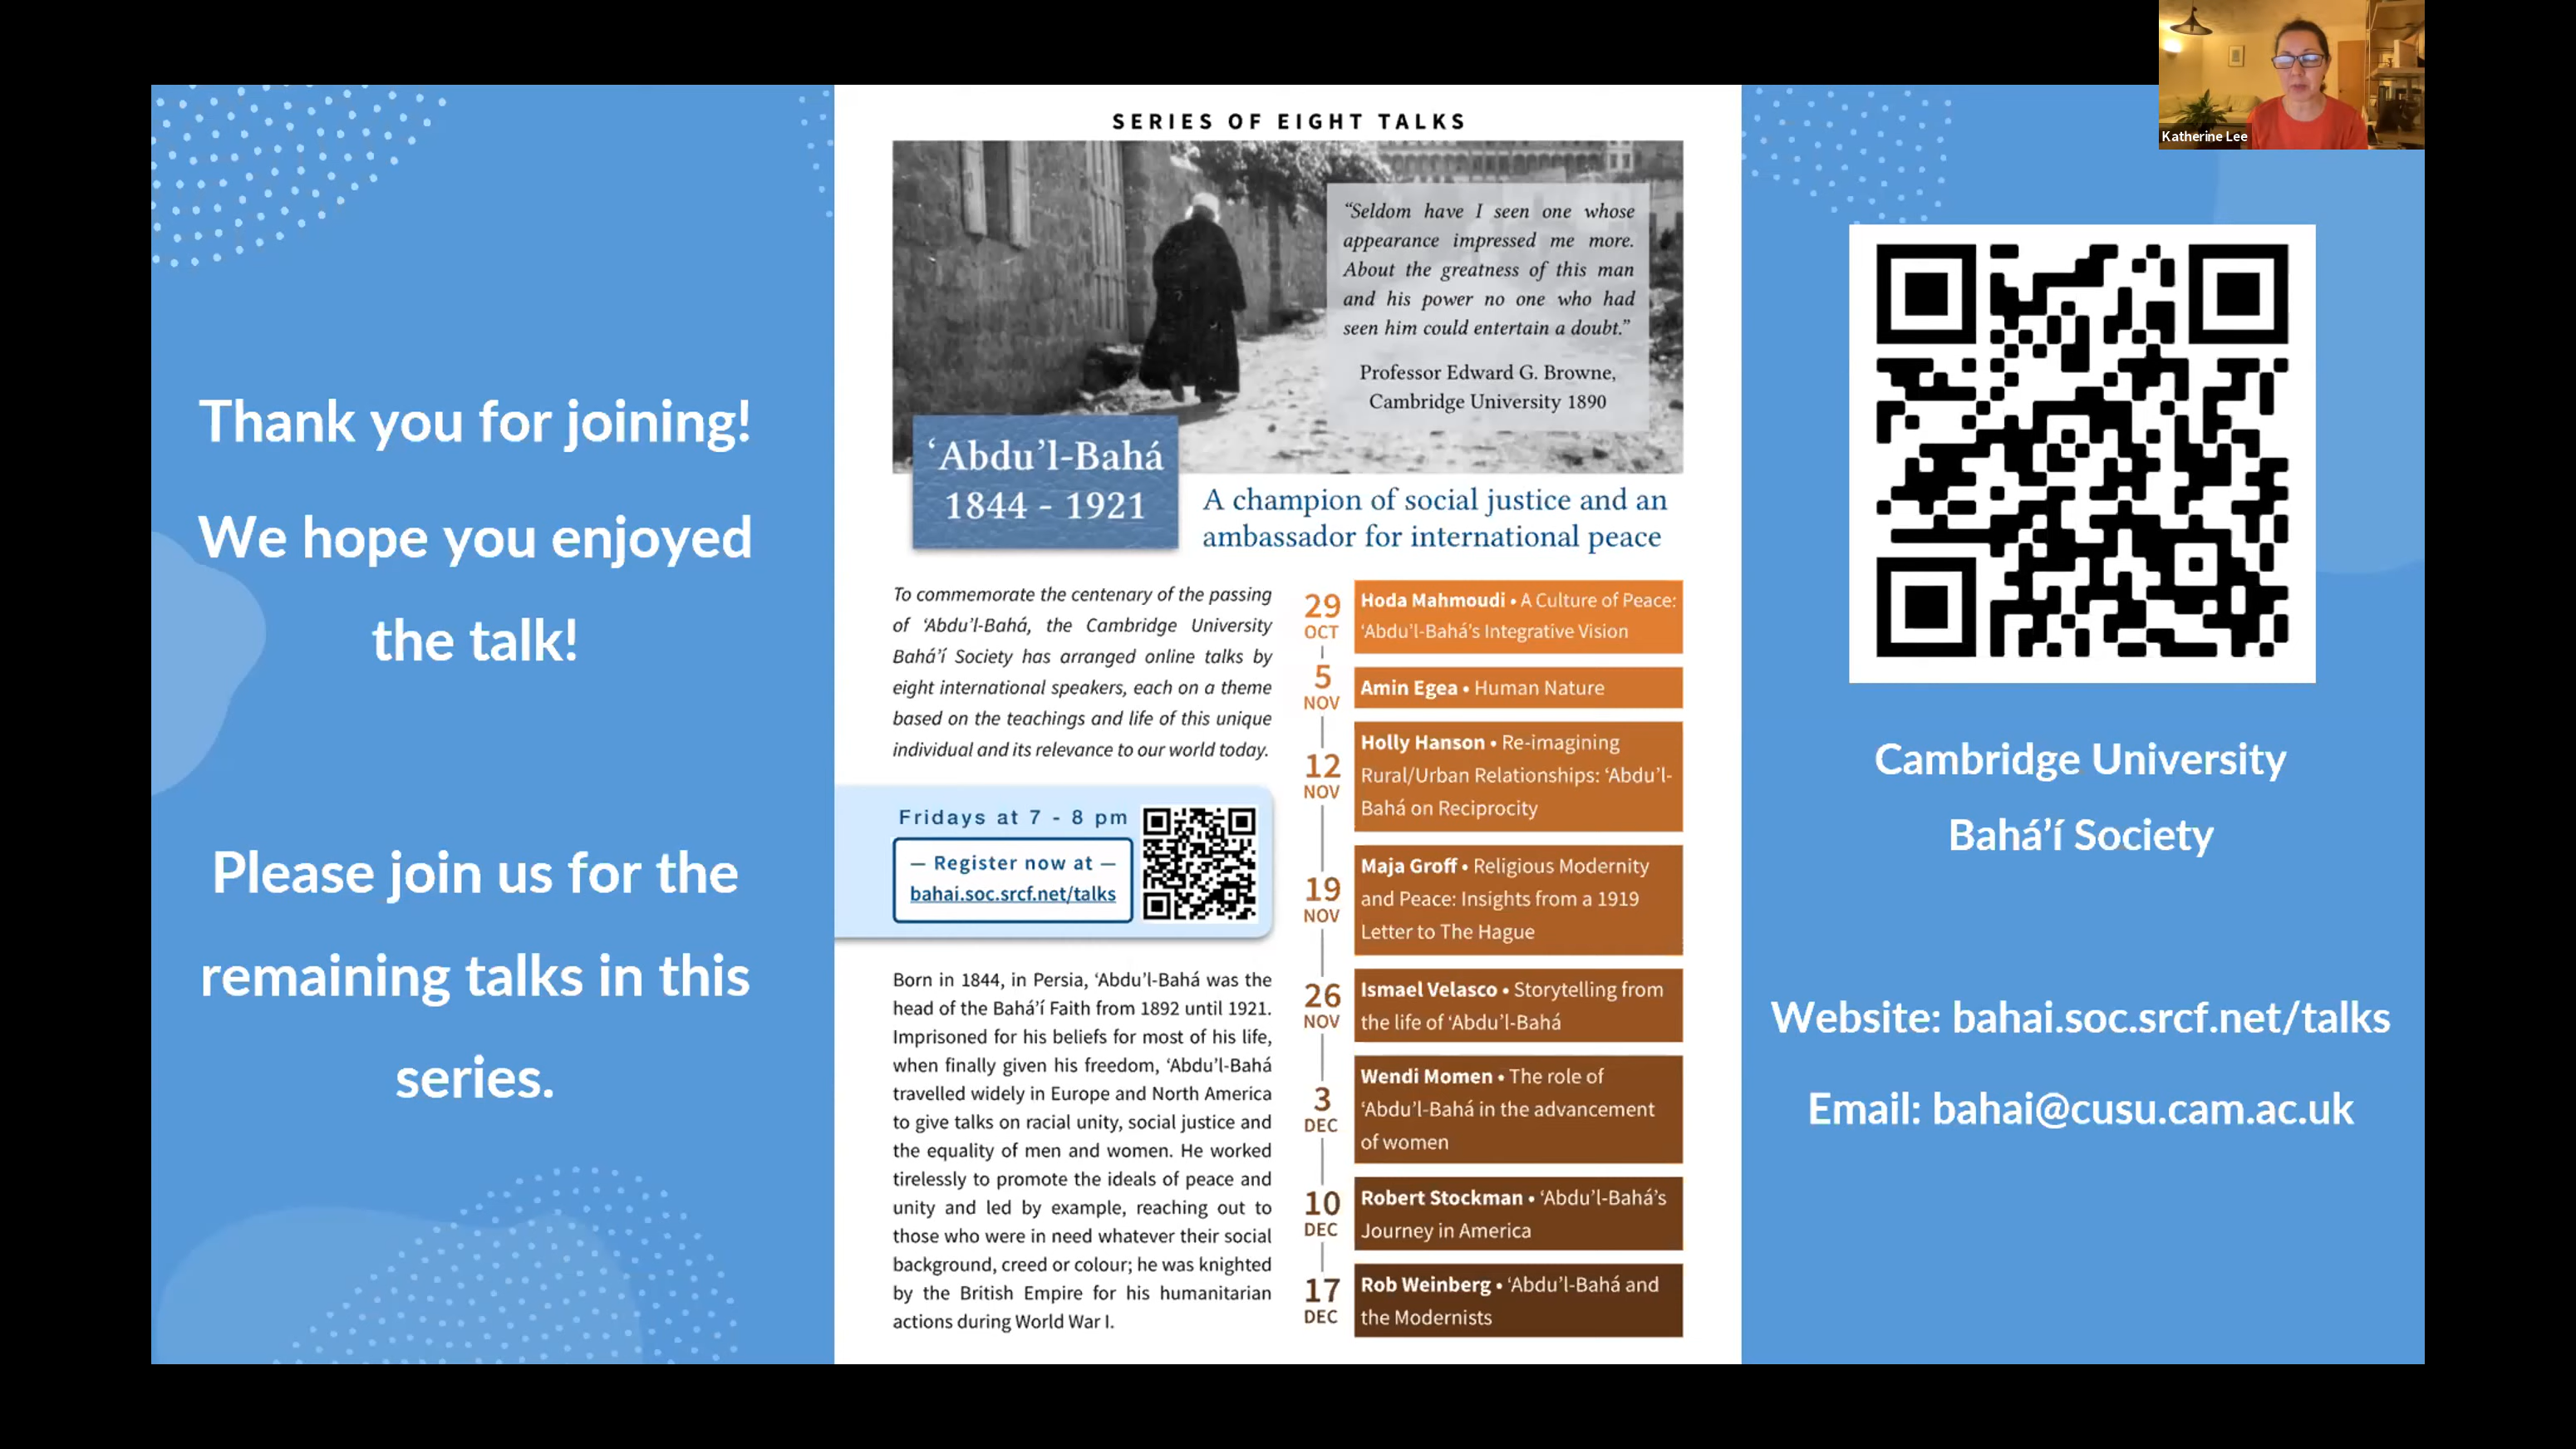 Katherine Lee
Thank you for joining!
We hope you enjoyed
the talk!
Please join us for the
remaining talks in this
series.
SERIES OF EIGHT TALKS
“Seldom have I seen one whose
appearance impressed me more.
About the greatness of this man
and his power no one who had
seen him could entertain a doubt.”
Professor Edward G. Browne,
Cambridge University 1890
‘Abdu’l-Bahá
1844 - 1921
A champion of social justice and an
ambassador for international peace
To commemorate the centenary of the passing
of ‘Abdu’l-Bahá, the Cambridge University
Bahá’í Society has arranged online talks by
eight international speakers, each on a theme
based on the teachings and life of this unique
individual and its relevance to our world today.
Fridays at 7 - 8 pm
— Register now at —
bahai.soc.srcf.net/talks
Born in 1844, in Persia, ‘Abdu’l-Bahá was the
head of the Bahá’í Faith from 1892 until 1921.
Imprisoned for his beliefs for most of his life,
when finally given his freedom, ‘Abdu’l-Bahá
travelled widely in Europe and North America
to give talks on racial unity, social justice and
the equality of men and women. He worked
tirelessly to promote the ideals of peace and
unity and led by example, reaching out to
those who were in need whatever their social
background, creed or colour; he was knighted
by the British Empire for his humanitarian
actions during World War I.
29
OCT
Hoda Mahmoudi • A Culture of Peace:
‘Abdu’l-Bahá’s Integrative Vision
5
NOV
Amin Egea • Human Nature
12
NOV
Holly Hanson • Re-imagining
Rural/Urban Relationships: ‘Abdu’l-
Bahá on Reciprocity
19
NOV
Maja Groff • Religious Modernity
and Peace: Insights from a 1919
Letter to The Hague
26
NOV
Ismael Velasco • Storytelling from
the life of ‘Abdu’l-Bahá
3
DEC
Wendi Momen • The role of
‘Abdu’l-Bahá in the advancement
of women
10
DEC
Robert Stockman • ‘Abdu’l-Bahá’s
Journey in America
17
DEC
Rob Weinberg • ‘Abdu’l-Bahá and
the Modernists
Cambridge University
Bahá’í Society
Website: bahai.soc.srcf.net/talks
Email: bahai@cusu.cam.ac.uk